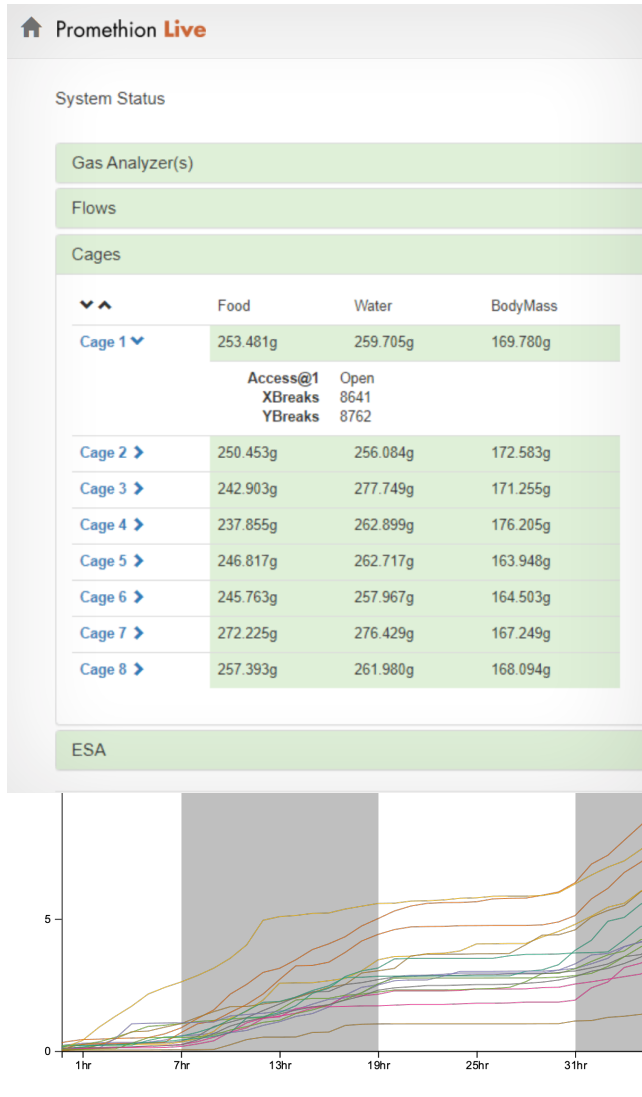 Promethion Live
System Status
Gas Analyzer(s)
Flows
Cages
Food Water BodyMass
Cage 1 253.481g 259.705g 169.780g
Access@1 Open
XBreaks 8641
YBreaks 8762
Cage 2 250.453g 256.084g 172.583g
Cage 3 242.903g 277.749g 171.255g
Cage 4 237.855g 262.899g 176.205g
Cage 5 246.817g 262.717g 163.948g
Cage 6 245.763g 257.967g 164.503g
Cage 7 272.225g 276.429g 167.249g
Cage 8 257.393g 261.980g 168.094g
ESA
5
0
1hr 7hr 13hr 19hr 25hr 31hr